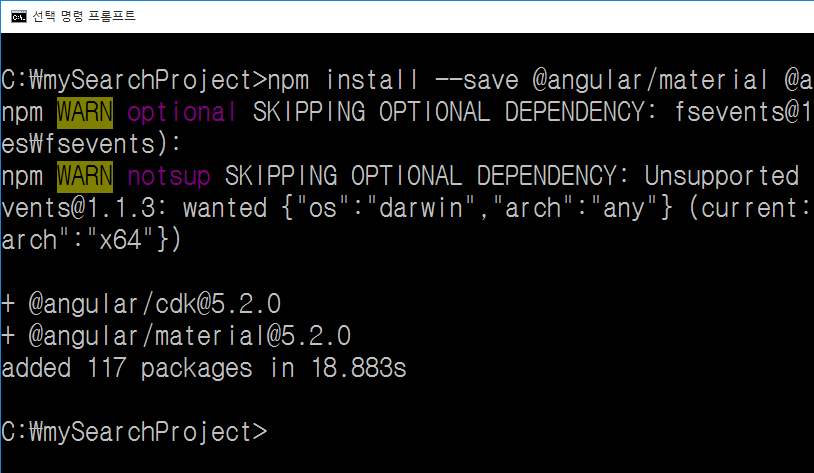 선택 명령 프롬프트
C:₩mySearchProject>npm install --save @angular/material @a
npm WARN optional SKIPPING OPTIONAL DEPENDENCY: fsevents@1
es₩fsevents):
npm WARN notsup SKIPPING OPTIONAL DEPENDENCY: Unsupported
vents@1.1.3: wanted {"os":"darwin","arch":"any"} (current:
arch":"x64"})
+ @angular/cdk@5.2.0
+ @angular/material@5.2.0
added 117 packages in 18.883s
C:₩mySearchProject>